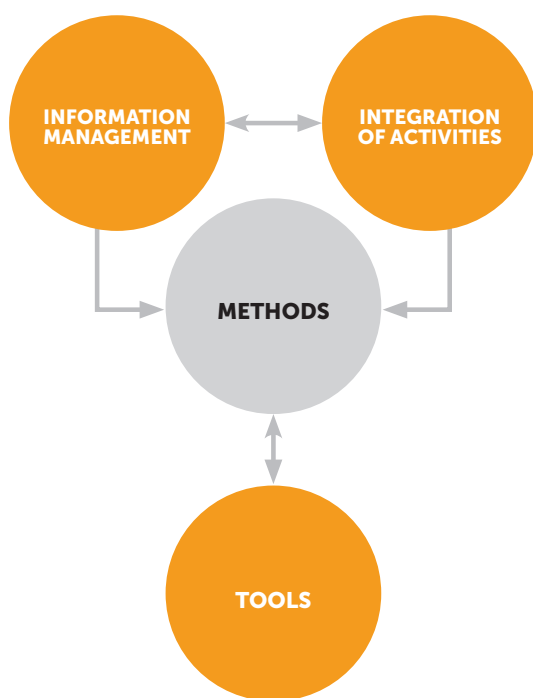 INFORMATION
MANAGEMENT
INTEGRATION
OF ACTIVITIES
METHODS
TOOLS